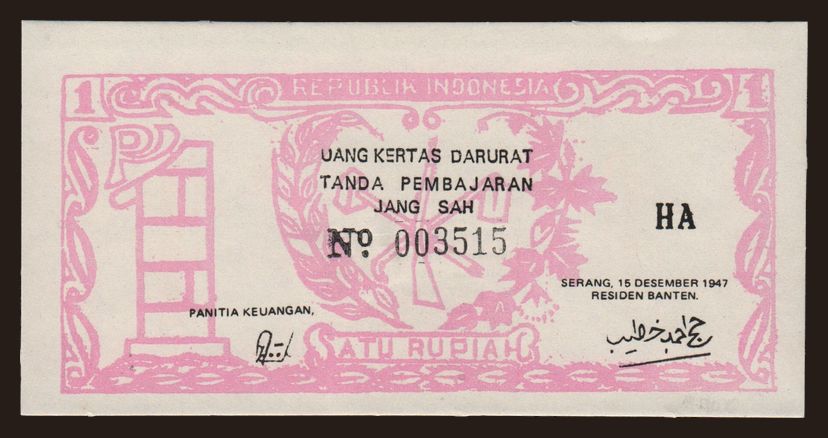 REPUBLIK INDONESIA
1
1
UANG KERTAS DARURAT
TANDA PEMBAJARAN
JANG SAH
HA
Nº. 003515
SERANG, 15 DESEMBER 1947
RESIDEN BANTEN.
PANITIA KEUANGAN,
SATU RUPIAH